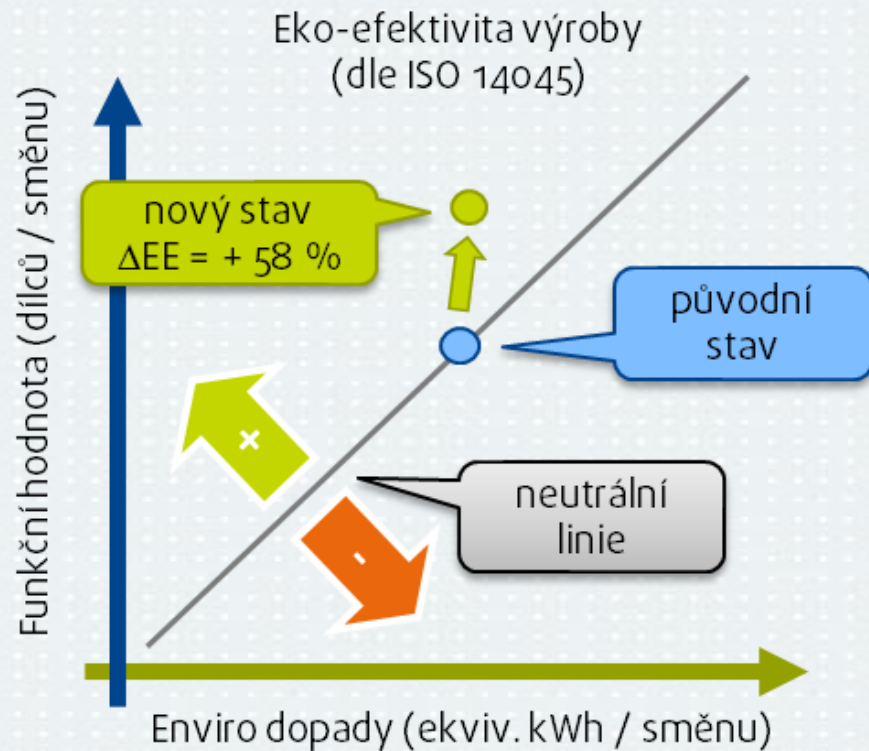 Eko-efektivita výroby
(dle ISO 14045)
Funkční hodnota (dílců / směnu)
nový stav
ΔEE = + 58 %
původní
stav
+
-
neutrální
linie
Enviro dopady (ekviv. kWh / směnu)